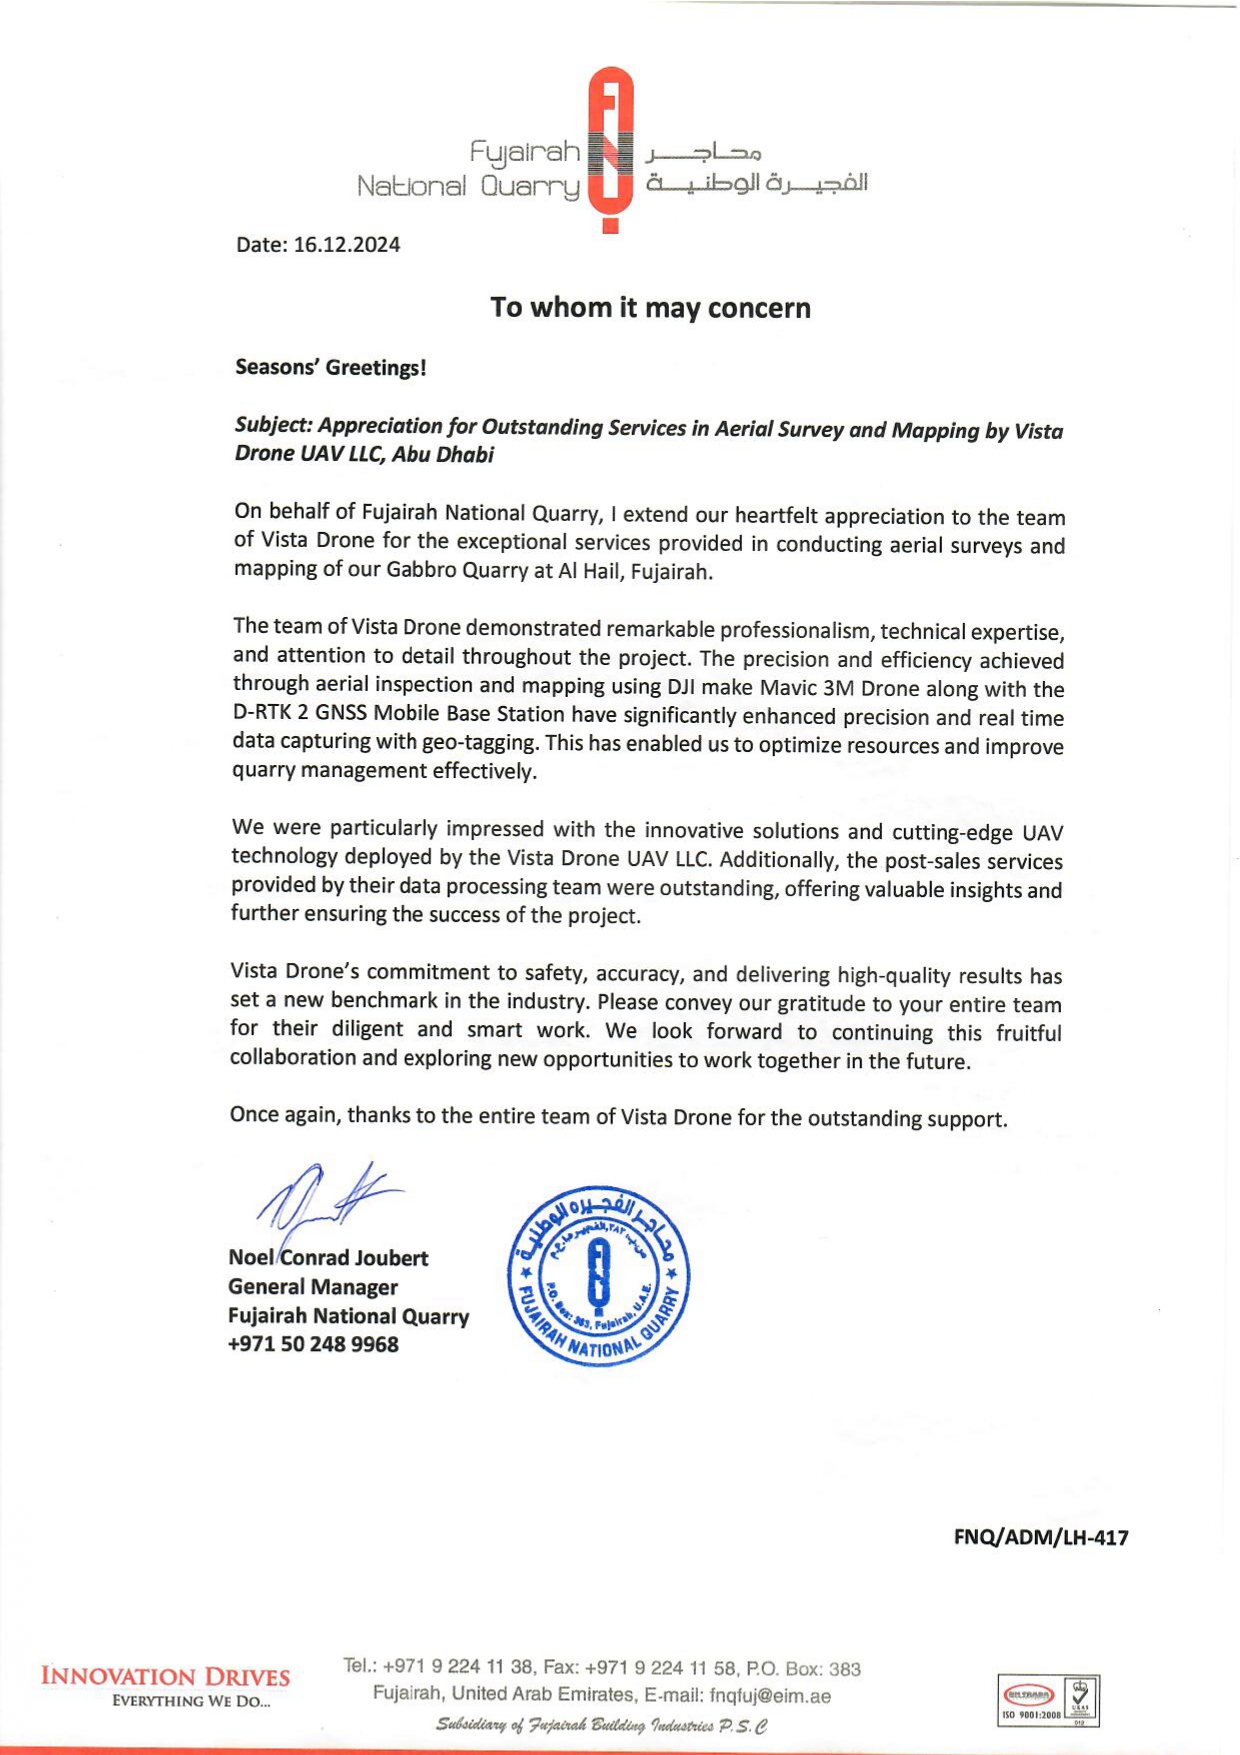 Fujairah
National Quarry
محاجر
الفجيرة الوطنية
FNQ
Date: 16.12.2024
To whom it may concern
Seasons' Greetings!
Subject: Appreciation for Outstanding Services in Aerial Survey and Mapping by Vista
Drone UAV LLC, Abu Dhabi
On behalf of Fujairah National Quarry, I extend our heartfelt appreciation to the team
of Vista Drone for the exceptional services provided in conducting aerial surveys and
mapping of our Gabbro Quarry at Al Hail, Fujairah.
The team of Vista Drone demonstrated remarkable professionalism, technical expertise,
and attention to detail throughout the project. The precision and efficiency achieved
through aerial inspection and mapping using DJI make Mavic 3M Drone along with the
D-RTK 2 GNSS Mobile Base Station have significantly enhanced precision and real time
data capturing with geo-tagging. This has enabled us to optimize resources and improve
quarry management effectively.
We were particularly impressed with the innovative solutions and cutting-edge UAV
technology deployed by the Vista Drone UAV LLC. Additionally, the post-sales services
provided by their data processing team were outstanding, offering valuable insights and
further ensuring the success of the project.
Vista Drone's commitment to safety, accuracy, and delivering high-quality results has
set a new benchmark in the industry. Please convey our gratitude to your entire team
for their diligent and smart work. We look forward to continuing this fruitful
collaboration and exploring new opportunities to work together in the future.
Once again, thanks to the entire team of Vista Drone for the outstanding support.
Noel Conrad Joubert
General Manager
Fujairah National Quarry
+971 50 248 9968
محاجر الفجيره الوطنية
P.O. Box: 383, Fujairah, U.A.E.
FUJAIRAH NATIONAL QUARRY
FNQ/ADM/LH-417
INNOVATION DRIVES
EVERYTHING WE DO...
Tel.: +971 9 224 11 38, Fax: +971 9 224 11 58, P.O. Box: 383
Fujairah, United Arab Emirates, E-mail: fnqfuj@eim.ae
Subsidiary of Fujairah Building Industries P.S.C
ISO 9001:2008
UKAS